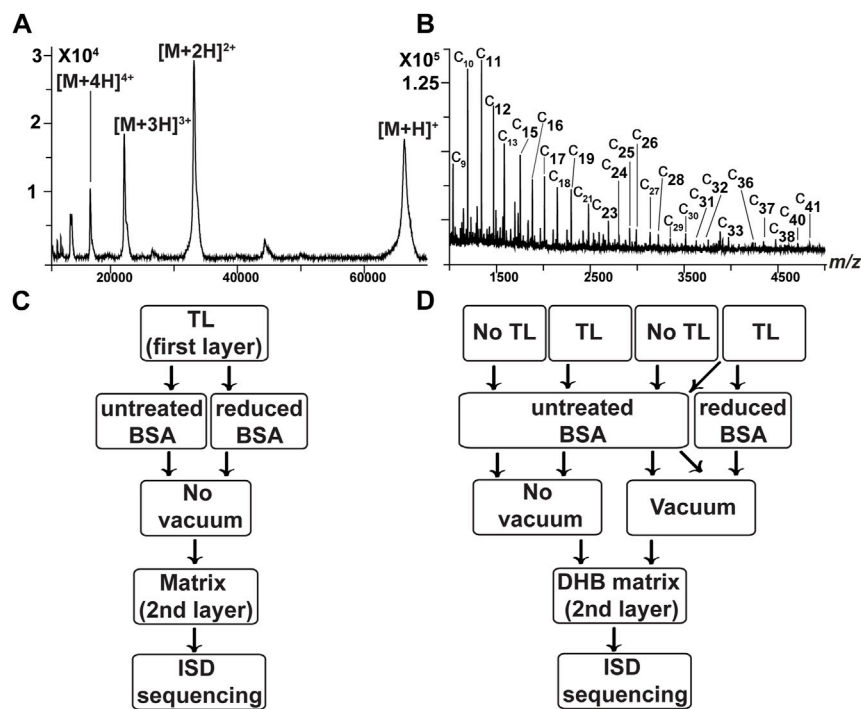 A
B
3
X10⁴
[M+4H]⁴⁺
[M+3H]³⁺
[M+2H]²⁺
[M+H]⁺
2
1
20000
40000
60000
X10⁵
1.25
C₉
C₁₀
C₁₁
C₁₂
C₁₃
C₁₅
C₁₆
C₁₇
C₁₈
C₁₉
C₂₁
C₂₃
C₂₄
C₂₅
C₂₆
C₂₇
C₂₈
C₂₉
C₃₀
C₃₁
C₃₂
C₃₃
C₃₆
C₃₇
C₃₈
C₄₀
C₄₁
1500
2500
3500
4500
m/z
C
TL
(first layer)
untreated
BSA
reduced
BSA
No
vacuum
Matrix
(2nd layer)
ISD
sequencing
D
No TL
TL
No TL
TL
untreated
BSA
reduced
BSA
No
vacuum
Vacuum
DHB matrix
(2nd layer)
ISD
sequencing